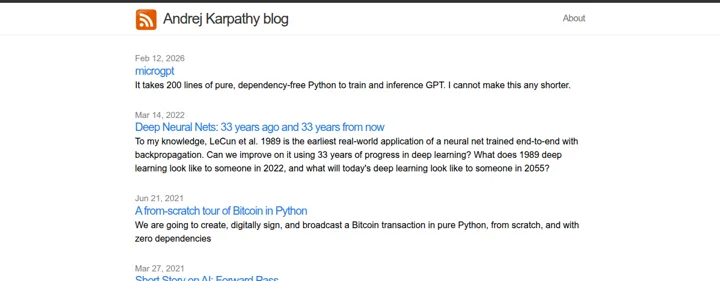 Andrej Karpathy blog
About
Feb 12, 2026
microgpt
It takes 200 lines of pure, dependency-free Python to train and inference GPT. I cannot make this any shorter.
Mar 14, 2022
Deep Neural Nets: 33 years ago and 33 years from now
To my knowledge, LeCun et al. 1989 is the earliest real-world application of a neural net trained end-to-end with
backpropagation. Can we improve on it using 33 years of progress in deep learning? What does 1989 deep
learning look like to someone in 2022, and what will today's deep learning look like to someone in 2055?
Jun 21, 2021
A from-scratch tour of Bitcoin in Python
We are going to create, digitally sign, and broadcast a Bitcoin transaction in pure Python, from scratch, and with
zero dependencies
Mar 27, 2021
Short Story on AI: Forward Pass